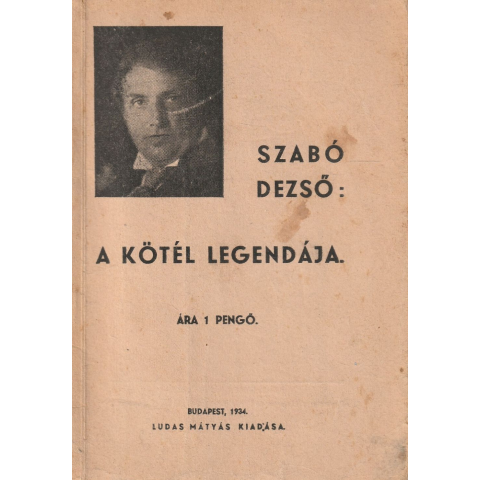 SZABÓ
DEZSŐ:
A KÖTÉL LEGENDÁJA.
ÁRA 1 PENGŐ.
BUDAPEST, 1934.
LUDAS MÁTYÁS KIADÁSA.